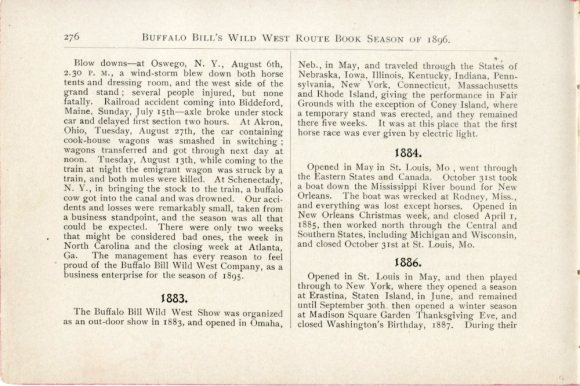 276
BUFFALO BILL'S WILD WEST ROUTE BOOK SEASON OF 1896.
Blow downs—at Oswego, N. Y., August 6th,
2.30 P. M., a wind-storm blew down both horse
tents and dressing room, and the west side of the
grand stand; several people injured, but none
fatally. Railroad accident coming into Biddeford,
Maine, Sunday, July 15th—axle broke under stock
car and delayed first section two hours. At Akron,
Ohio, Tuesday, August 27th, the car containing
cook-house wagons was smashed in switching;
wagons transferred and got through next day at
noon. Tuesday, August 13th, while coming to the
train at night the emigrant wagon was struck by a
train, and both mules were killed. At Schenectady,
N. Y., in bringing the stock to the train, a buffalo
cow got into the canal and was drowned. Our acci-
dents and losses were remarkably small, taken from
a business standpoint, and the season was all that
could be expected. There were only two weeks
that might be considered bad ones, the week in
North Carolina and the closing week at Atlanta,
Ga. The management has every reason to feel
proud of the Buffalo Bill Wild West Company, as a
business enterprise for the season of 1895.
1883.
The Buffalo Bill Wild West Show was organized
as an out-door show in 1883, and opened in Omaha,
Neb., in May, and traveled through the States of
Nebraska, Iowa, Illinois, Kentucky, Indiana, Penn-
sylvania, New York, Connecticut, Massachusetts
and Rhode Island, giving the performance in Fair
Grounds with the exception of Coney Island, where
a temporary stand was erected, and they remained
there five weeks. It was at this place that the first
horse race was ever given by electric light.
1884.
Opened in May in St. Louis, Mo , went through
the Eastern States and Canada. October 31st took
a boat down the Mississippi River bound for New
Orleans. The boat was wrecked at Rodney, Miss.,
and everything was lost except horses. Opened in
New Orleans Christmas week, and closed April 1,
1885, then worked north through the Central and
Southern States, including Michigan and Wisconsin,
and closed October 31st at St. Louis, Mo.
1886.
Opened in St. Louis in May, and then played
through to New York, where they opened a season
at Erastina, Staten Island, in June, and remained
until September 30th. then opened a winter season
at Madison Square Garden Thanksgiving Eve, and
closed Washington's Birthday, 1887. During their